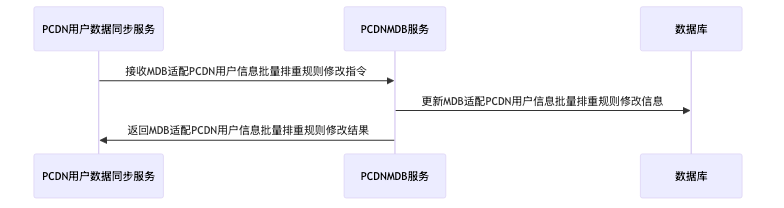 PCDN用户数据同步服务
PCDNMDB服务
数据库
接收MDB适配PCDN用户信息批量排重规则修改指令
更新MDB适配PCDN用户信息批量排重规则修改信息
返回MDB适配PCDN用户信息批量排重规则修改结果
PCDN用户数据同步服务
PCDNMDB服务
数据库